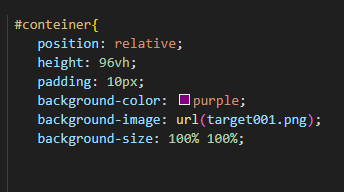 #conteiner{
position: relative;
height: 96vh;
padding: 10px;
background-color: purple;
background-image: url(target001.png);
background-size: 100% 100%;